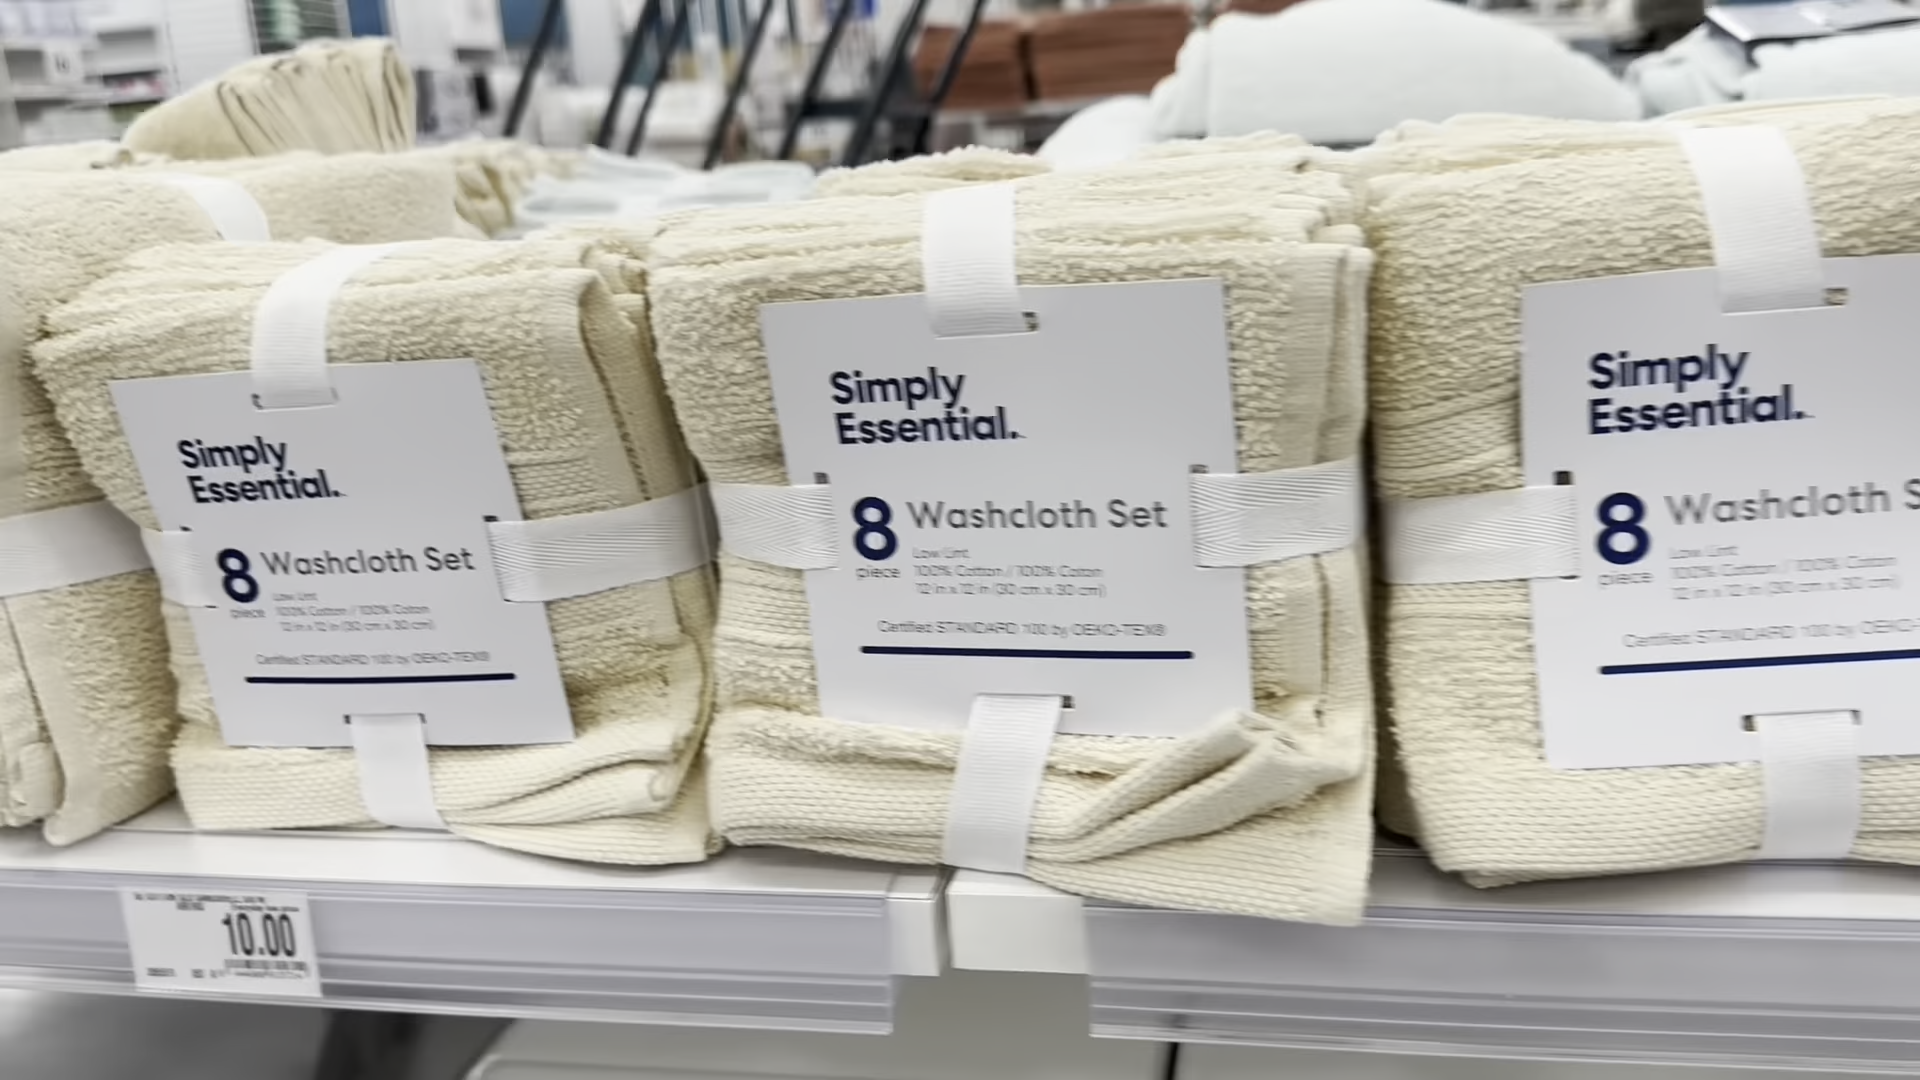 Simply
Essential.
8 Washcloth Set
piece
Low Lint
100% Cotton / 100% Coton
12 in x 12 in (30 cm x 30 cm)
Certified STANDARD 100 by OEKO-TEX®
Simply
Essential.
8 Washcloth Set
piece
Low Lint
100% Cotton / 100% Coton
12 in x 12 in (30 cm x 30 cm)
Certified STANDARD 100 by OEKO-TEX®
Simply
Essential.
8 Washcloth S
piece
Low Lint
100% Cotton / 100% Coton
12 in x 12 in (30 cm x 30 cm)
Certified STANDARD 100 by OEKO-
10.00